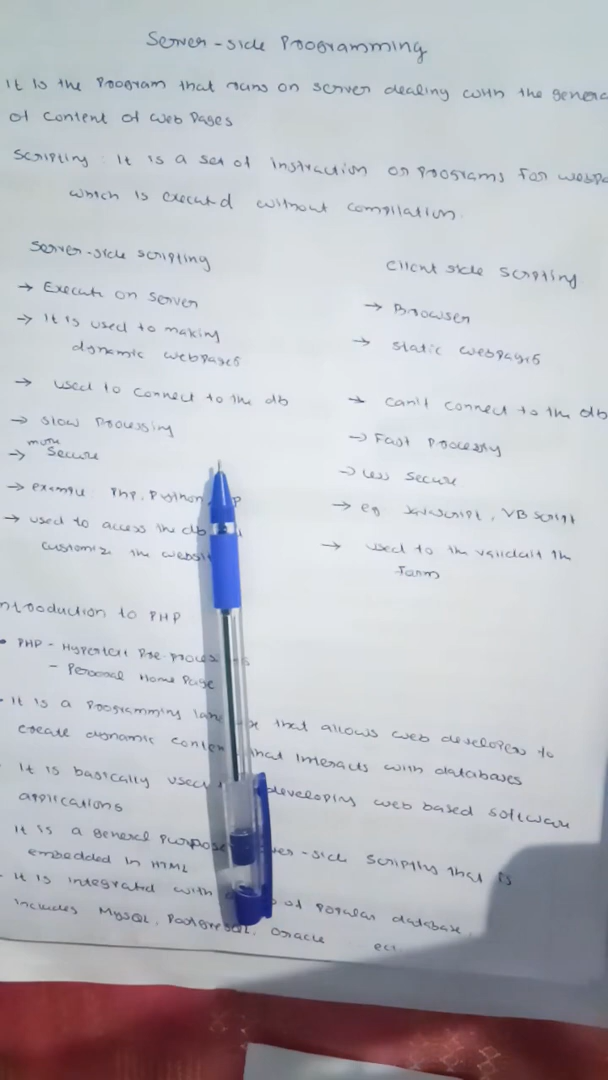 Server-side Programming
It is the Program that runs on server dealing with the genera
of content of web Pages
Scripting: It is a set of instraction or programs for webpa
which is executd without compilation.
Server-side scripting
→ Execute on server
→ It is used to making
dynamic webpages
→ used to connect to the db
→ slow Processing
more
→ Secure
→ example Php, Python,
→ used to access the db
customize the websit
Client side Scripting
→ Browser
→ static webpages
→ can't connect to the db
→ Fast Processing
→ less secure
→ eg Javascript, VB script
→ used to the validate the
form
ntroduction to PHP
• PHP - Hypertext Pre-process
- Personal Home Page
It is a Programming lan that allows web developer to
create dynamic conten that interacts with databases
It is basically used developing web based software
applications
It is a general purpose ver-side scripting that is
embedded in HTML
It is integrated with of popular database.
includes MySQL, PostgreSQL, Oracle ect